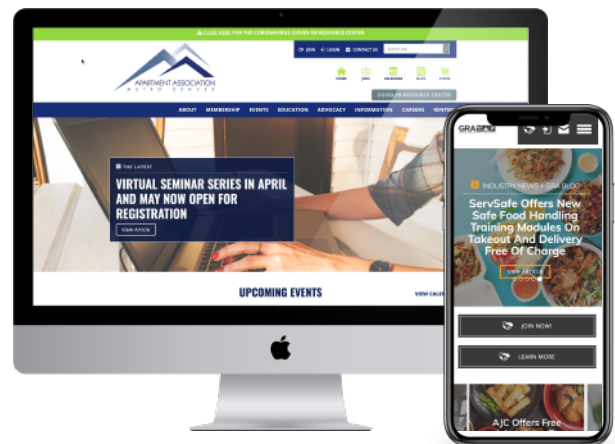 CLICK HERE FOR THE CORONAVIRUS (COVID-19) RESOURCE CENTER
JOIN LOGIN CONTACT US
APARTMENT ASSOCIATION
METRO DENVER
COVID-19 RESOURCE CENTER
ABOUT MEMBERSHIP EVENTS EDUCATION ADVOCACY INFORMATION CAREERS RENTERS
THE LATEST
VIRTUAL SEMINAR SERIES IN APRIL
AND MAY NOW OPEN FOR
REGISTRATION
View Article
UPCOMING EVENTS
VIEW CALE
INDUSTRY NEWS • GRA BLOG
ServSafe Offers New
Safe Food Handling
Training Modules On
Takeout And Delivery
Free Of Charge
VIEW ARTICLE
JOIN NOW!
LEARN MORE
AJC Offers Free